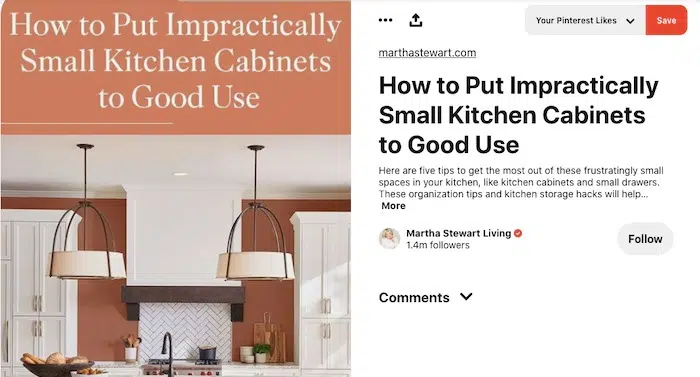 How to Put Impractically
Small Kitchen Cabinets
to Good Use
Your Pinterest Likes
Save
marthastewart.com
How to Put Impractically
Small Kitchen Cabinets
to Good Use
Here are five tips to get the most out of these frustratingly small
spaces in your kitchen, like kitchen cabinets and small drawers.
These organization tips and kitchen storage hacks will help...
More
Martha Stewart Living
1.4m followers
Follow
Comments